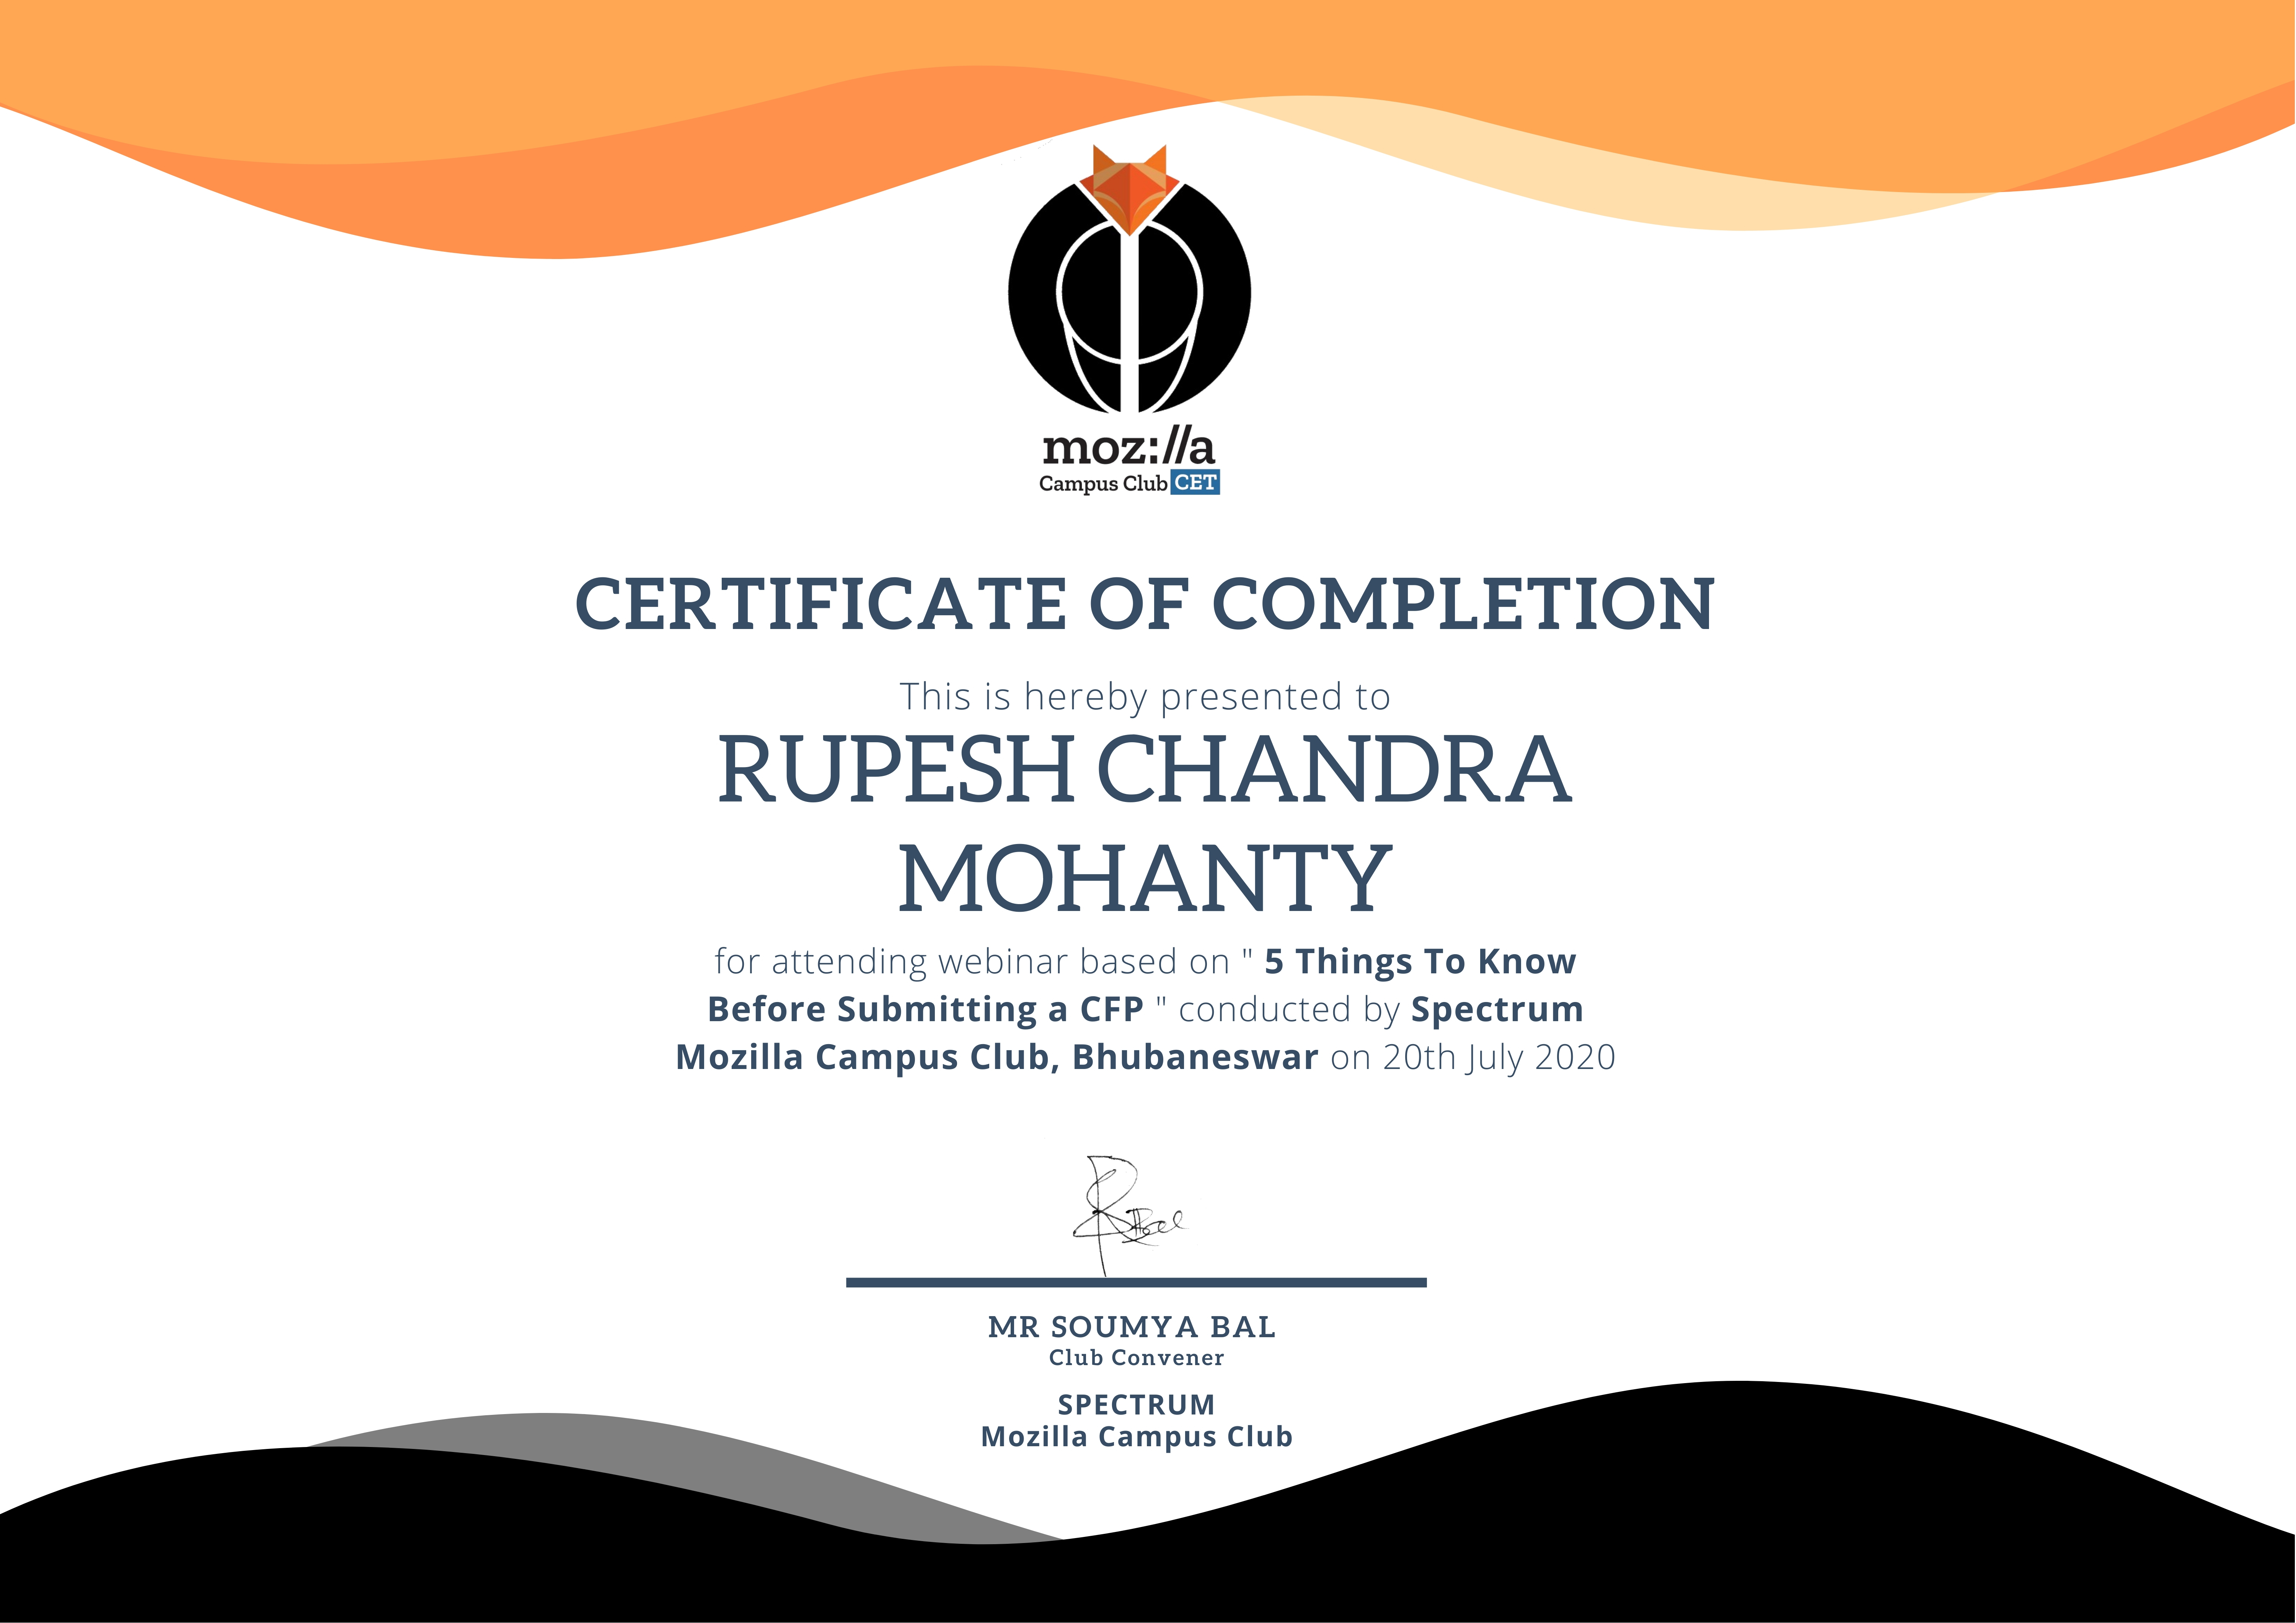 moz://a
Campus Club CET
CERTIFICATE OF COMPLETION
This is hereby presented to
RUPESH CHANDRA
MOHANTY
for attending webinar based on " 5 Things To Know
Before Submitting a CFP " conducted by Spectrum
Mozilla Campus Club, Bhubaneswar on 20th July 2020
MR SOUMYA BAL
Club Convener
SPECTRUM
Mozilla Campus Club